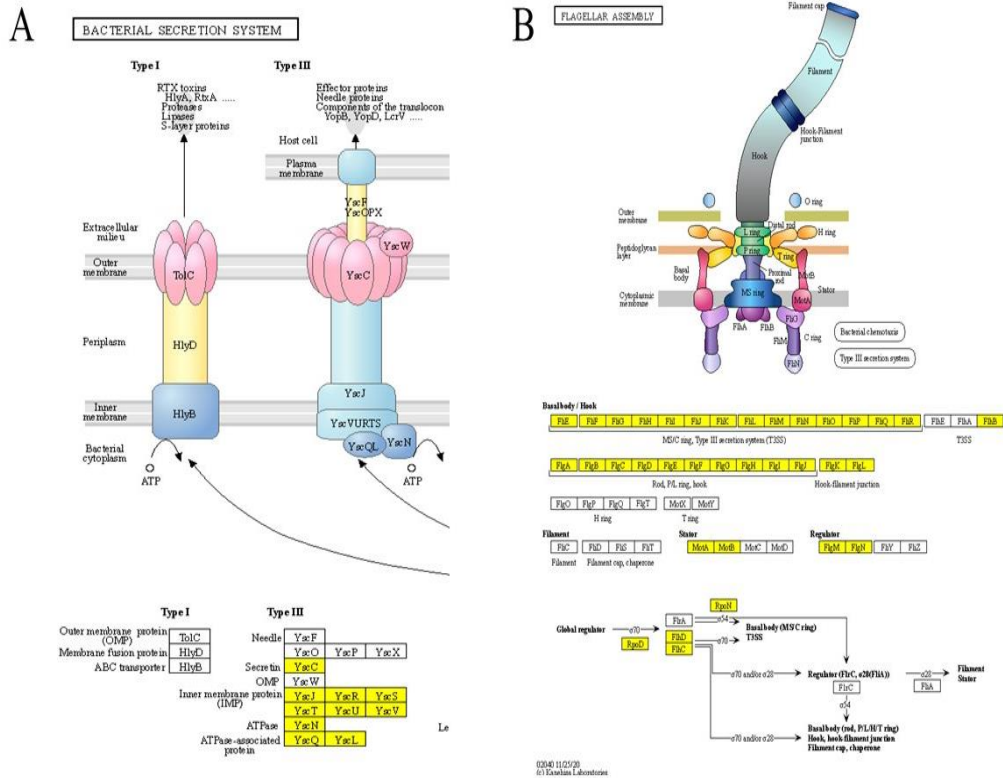 A
BACTERIAL SECRETION SYSTEM
Type I
Type III
RTX toxins
HlyA, RtxA .....
Proteases
Lipases
S-layer proteins
Effector proteins
Needle proteins
Components of the translocon
YopB, YopD, LcrV .....
Host cell
Plasma
membrane
YscF
YscOPX
Extracellular
milieu
YscW
Outer
membrane
TolC
YscC
Periplasm
HlyD
YscJ
Inner
membrane
HlyB
YscVURTS
YscN
YscQL
Bacterial
cytoplasm
ATP
ATP
Type I
Type III
Outer membrane protein
(OMP)
TolC
Membrane fusion protein
HlyD
ABC transporter
HlyB
Needle
YscF
YscO YscP YscX
Secretin
YscC
OMP
YscW
Inner membrane protein
(IMP)
YscJ YscR YscS
YscT YscU YscV
ATPase
YscN
ATPase-associated
protein
YscQ YscL
Le
B
FLAGELLAR ASSEMBLY
Filament cap
Filament
Hook-Filament
junction
Hook
O ring
Outer
membrane
Distal rod
L ring
H ring
Peptidoglycan
layer
P ring
T ring
Basal
body
Proximal
rod
MotB
Stator
Cytoplasmic
membrane
MS ring
MotA
FlhA
FlhB
FliG
FliM
C ring
FliN
Bacterial chemotaxis
Type III secretion system
Basal body / Hook
FliE FliF FliG FliH FliI FliJ FliK FliL FliM FliN FliO FliP FliQ FliR FlhE FlhA FlhB
MS/C ring, Type III secretion system (T3SS)
T3SS
FlgA FlgB FlgC FlgD FlgE FlgF FlgG FlgH FlgI FlgJ FlgK FlgL
Rod, P/L ring, hook
Hook-filament junction
FlgO FlgP FlgQ FlgT MotX MotY
H ring
T ring
Filament
Stator
Regulator
FliC FliD FliS FliT MotA MotB MotC MotD FlgM FlgN FliY FliZ
Filament
Filament cap, chaperone
RpoN
Global regulator
σ70
RpoD
FlrA
σ54
Basal body (MS/C ring)
T3SS
FlhD
FlhC
σ70
σ70 and/or σ28
Regulator (FlrC, σ28(FliA))
FlrC
σ28
FliA
Filament
Stator
σ54
σ70 and/or σ28
Basal body (rod, P/L/H/T ring)
Hook, hook-filament junction
Filament cap, chaperone
02040 11/25/20
(c) Kanehisa Laboratories